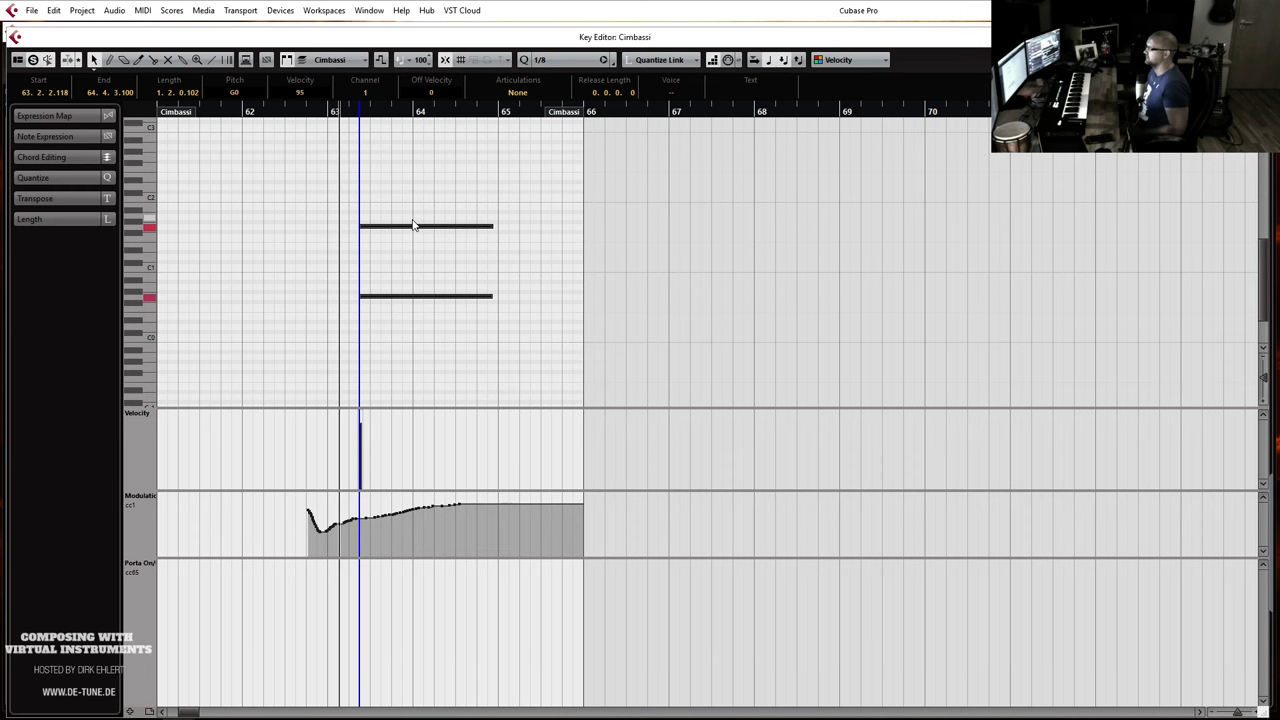 File Edit Project Audio MIDI Scores Media Transport Devices Workspaces Window Help Hub VST Cloud Cubase Pro
Key Editor: Cimbassi
Cimbassi 100 Q 1/8 Quantize Link Velocity
Start End Length Pitch Velocity Channel Off Velocity Articulations Release Length Voice Text
63. 2. 2.118 64. 4. 3.100 1. 2. 0.102 G0 95 1 0 None 0. 0. 0. 0 --
Cimbassi 62 63 64 65 Cimbassi 66 67 68 69 70
Expression Map
Note Expression
Chord Editing
Quantize Q
Transpose T
Length L
C3
C2
C1
C0
Velocity
Modulatic
cc1
Porta On/
cc65
COMPOSING WITH
VIRTUAL INSTRUMENTS
HOSTED BY DIRK EHLERT
WWW.DE-TUNE.DE